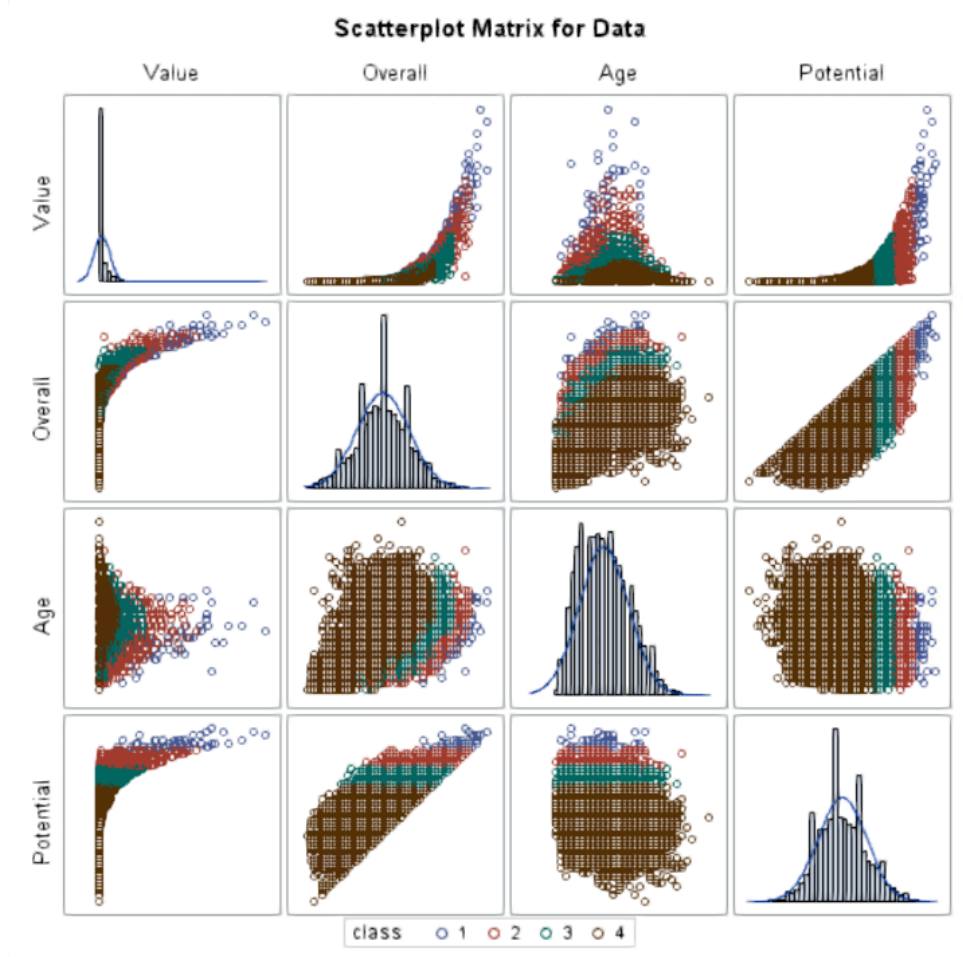 Scatterplot Matrix for Data
Value Overall Age Potential
Value
Overall
Age
Potential
class 1 2 3 4